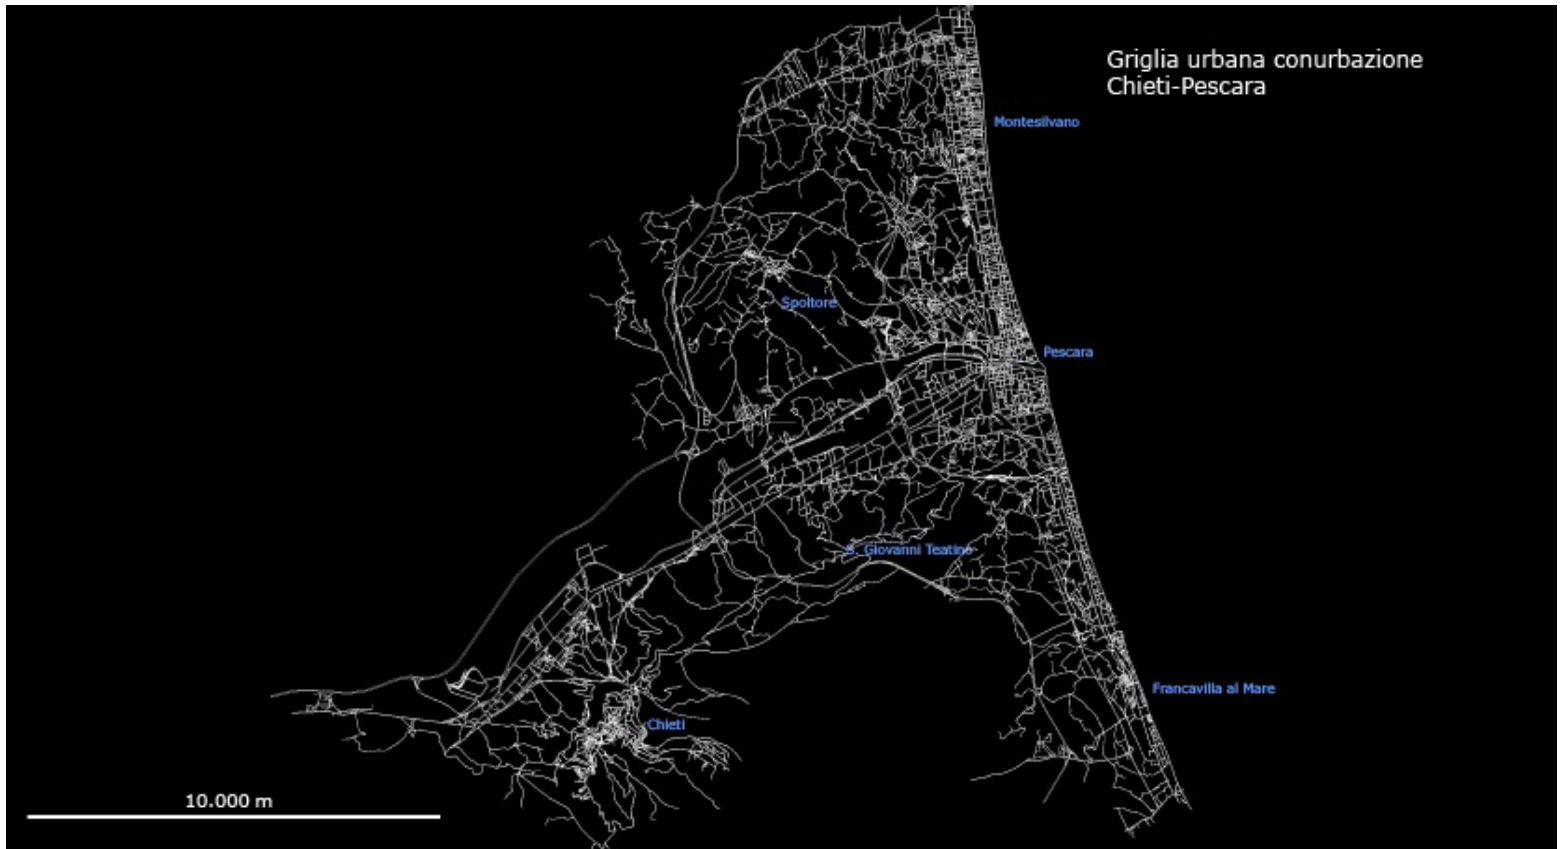 Griglia urbana conurbazione
Chieti-Pescara
Montesilvano
Spoltore
Pescara
S. Giovanni Teatino
Francavilla al Mare
Chieti
10.000 m